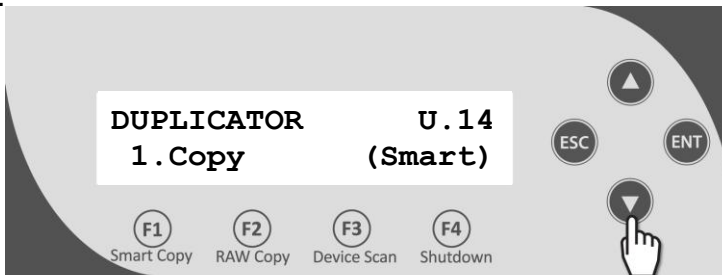 DUPLICATOR U.14
1.Copy (Smart)
ESC ENT
F1 F2 F3 F4
Smart Copy RAW Copy Device Scan Shutdown